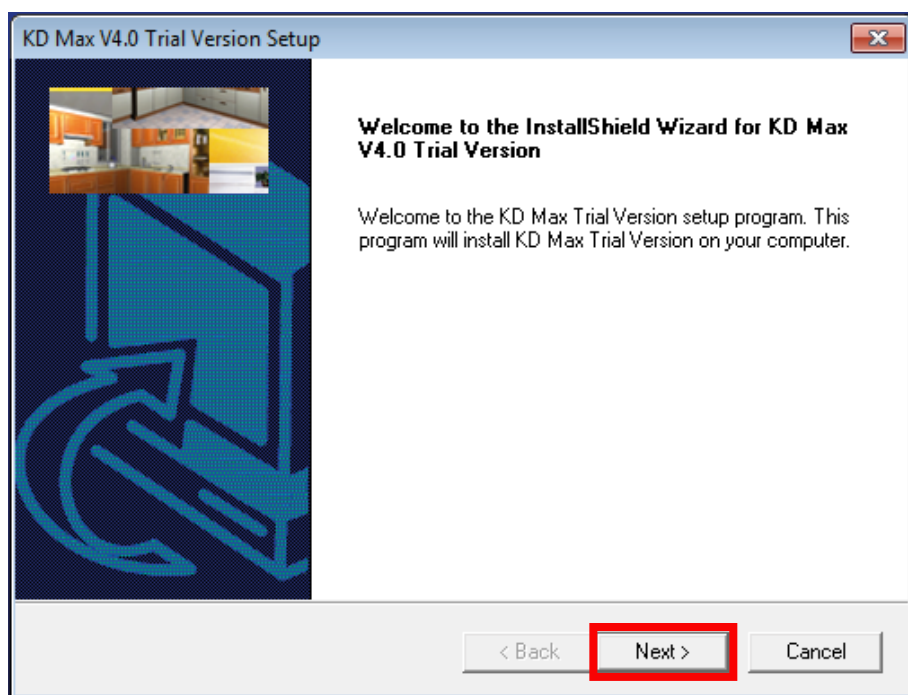 KD Max V4.0 Trial Version Setup
Welcome to the InstallShield Wizard for KD Max
V4.0 Trial Version
Welcome to the KD Max Trial Version setup program. This
program will install KD Max Trial Version on your computer.
< Back
Next >
Cancel